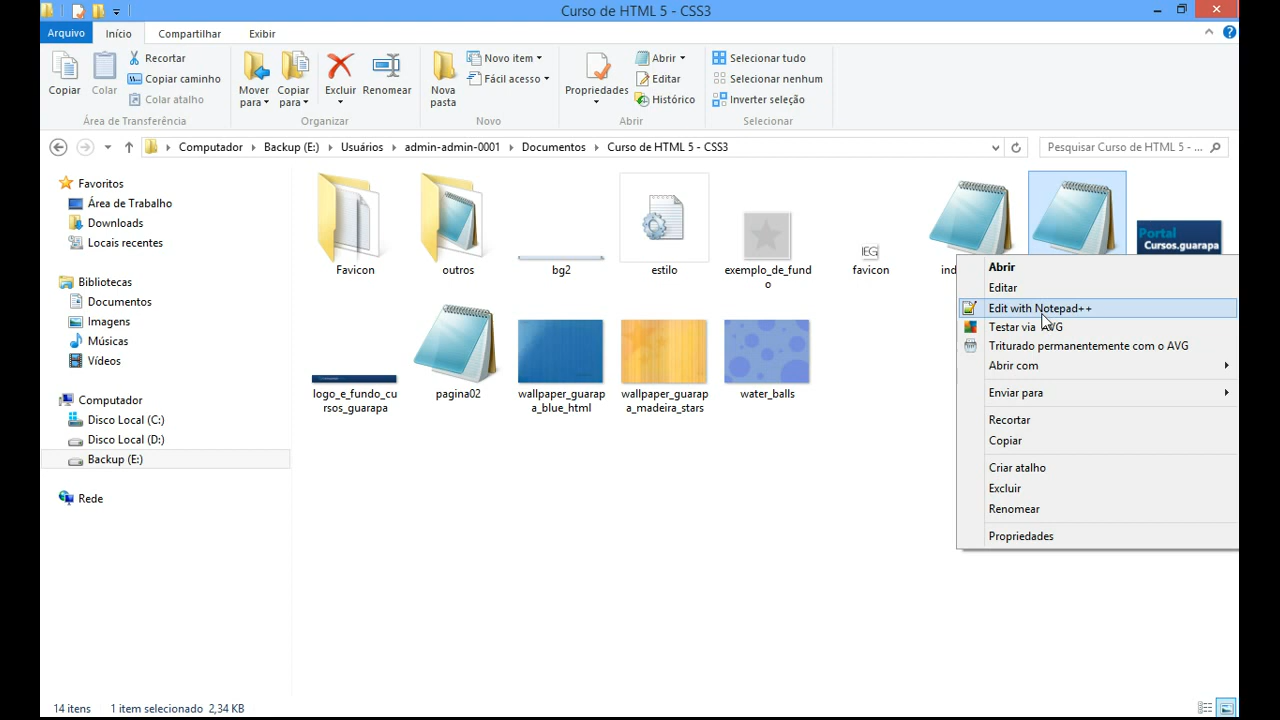 Curso de HTML 5 - CSS3
Arquivo
Início
Compartilhar
Exibir
Copiar
Colar
Recortar
Copiar caminho
Colar atalho
Área de Transferência
Mover para
Copiar para
Excluir
Renomear
Organizar
Nova pasta
Novo item
Fácil acesso
Novo
Propriedades
Abrir
Editar
Histórico
Abrir
Selecionar tudo
Selecionar nenhum
Inverter seleção
Selecionar
Computador
Backup (E:)
Usuários
admin-admin-0001
Documentos
Curso de HTML 5 - CSS3
Pesquisar Curso de HTML 5 - ...
Favoritos
Área de Trabalho
Downloads
Locais recentes
Bibliotecas
Documentos
Imagens
Músicas
Vídeos
Computador
Disco Local (C:)
Disco Local (D:)
Backup (E:)
Rede
Favicon
outros
bg2
estilo
exemplo_de_fund
o
favicon
Portal
Cursos.guarapa
logo_e_fundo_cu
rsos_guarapa
pagina02
wallpaper_guarap
a_blue_html
wallpaper_guarap
a_madeira_stars
water_balls
Abrir
Editar
Edit with Notepad++
Testar via
Triturado permanentemente com o AVG
Abrir com
Enviar para
Recortar
Copiar
Criar atalho
Excluir
Renomear
Propriedades
14 itens
1 item selecionado 2,34 KB